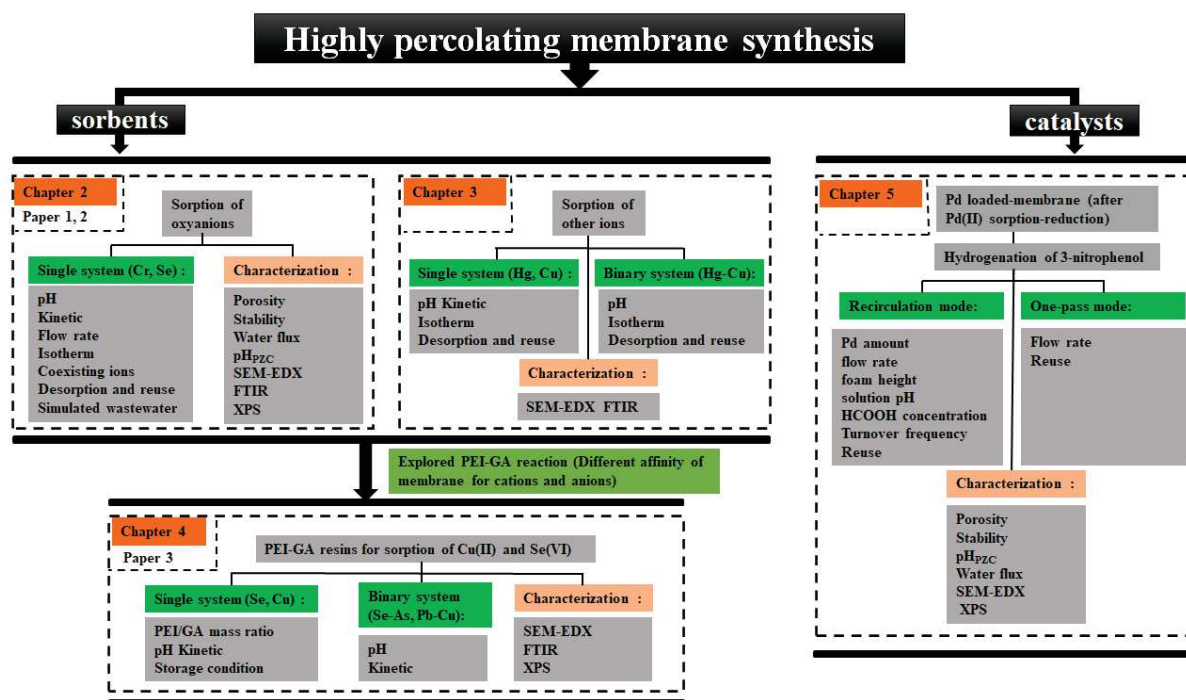 Highly percolating membrane synthesis
sorbents
catalysts
Chapter 2
Paper 1, 2
Sorption of
oxyanions
Single system (Cr, Se) :
pH
Kinetic
Flow rate
Isotherm
Coexisting ions
Desorption and reuse
Simulated wastewater
Characterization :
Porosity
Stability
Water flux
pHPZC
SEM-EDX
FTIR
XPS
Chapter 3
Sorption of
other ions
Single system (Hg, Cu) :
pH Kinetic
Isotherm
Desorption and reuse
Binary system (Hg-Cu):
pH
Isotherm
Desorption and reuse
Characterization :
SEM-EDX FTIR
Explored PEI-GA reaction (Different affinity of
membrane for cations and anions)
Chapter 4
Paper 3
PEI-GA resins for sorption of Cu(II) and Se(VI)
Single system (Se, Cu) :
PEI/GA mass ratio
pH Kinetic
Storage condition
Binary system
(Se-As, Pb-Cu):
pH
Kinetic
Characterization :
SEM-EDX
FTIR
XPS
Chapter 5
Pd loaded-membrane (after
Pd(II) sorption-reduction)
Hydrogenation of 3-nitrophenol
Recirculation mode:
Pd amount
flow rate
foam height
solution pH
HCOOH concentration
Turnover frequency
Reuse
One-pass mode:
Flow rate
Reuse
Characterization :
Porosity
Stability
pHPZC
Water flux
SEM-EDX
XPS